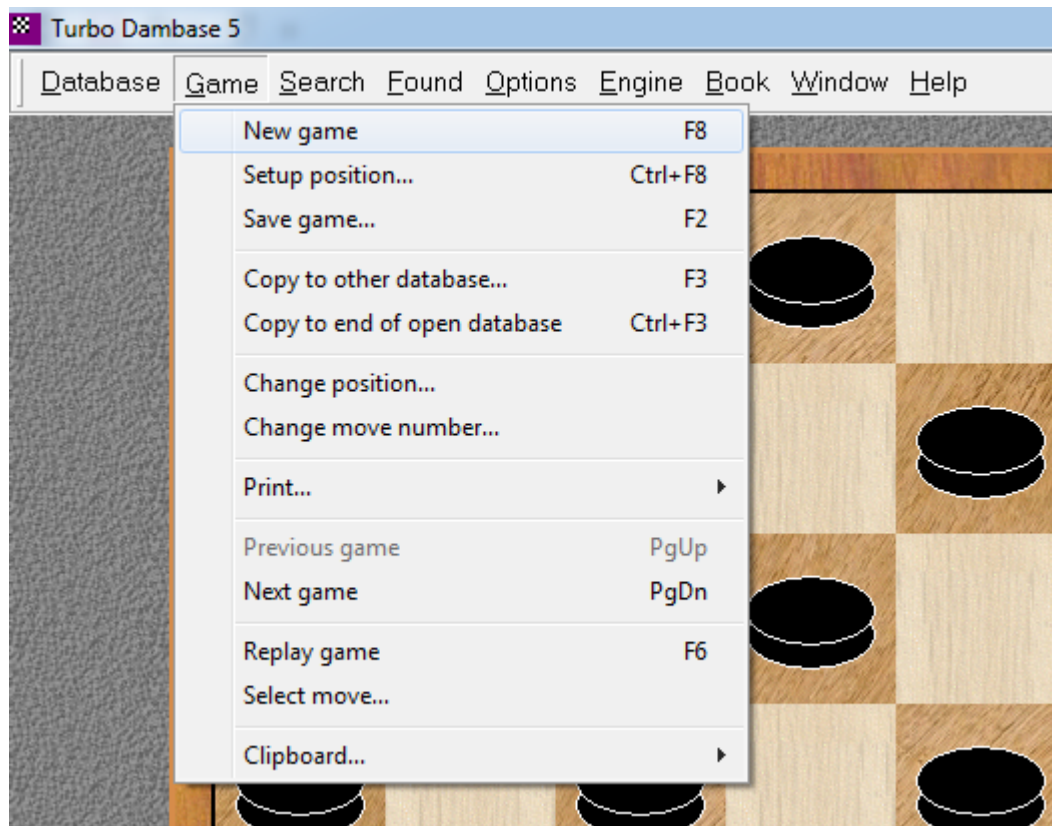 Turbo Dambase 5
Database Game Search Found Options Engine Book Window Help
New game F8
Setup position... Ctrl+F8
Save game... F2
Copy to other database... F3
Copy to end of open database Ctrl+F3
Change position...
Change move number...
Print...
Previous game PgUp
Next game PgDn
Replay game F6
Select move...
Clipboard...